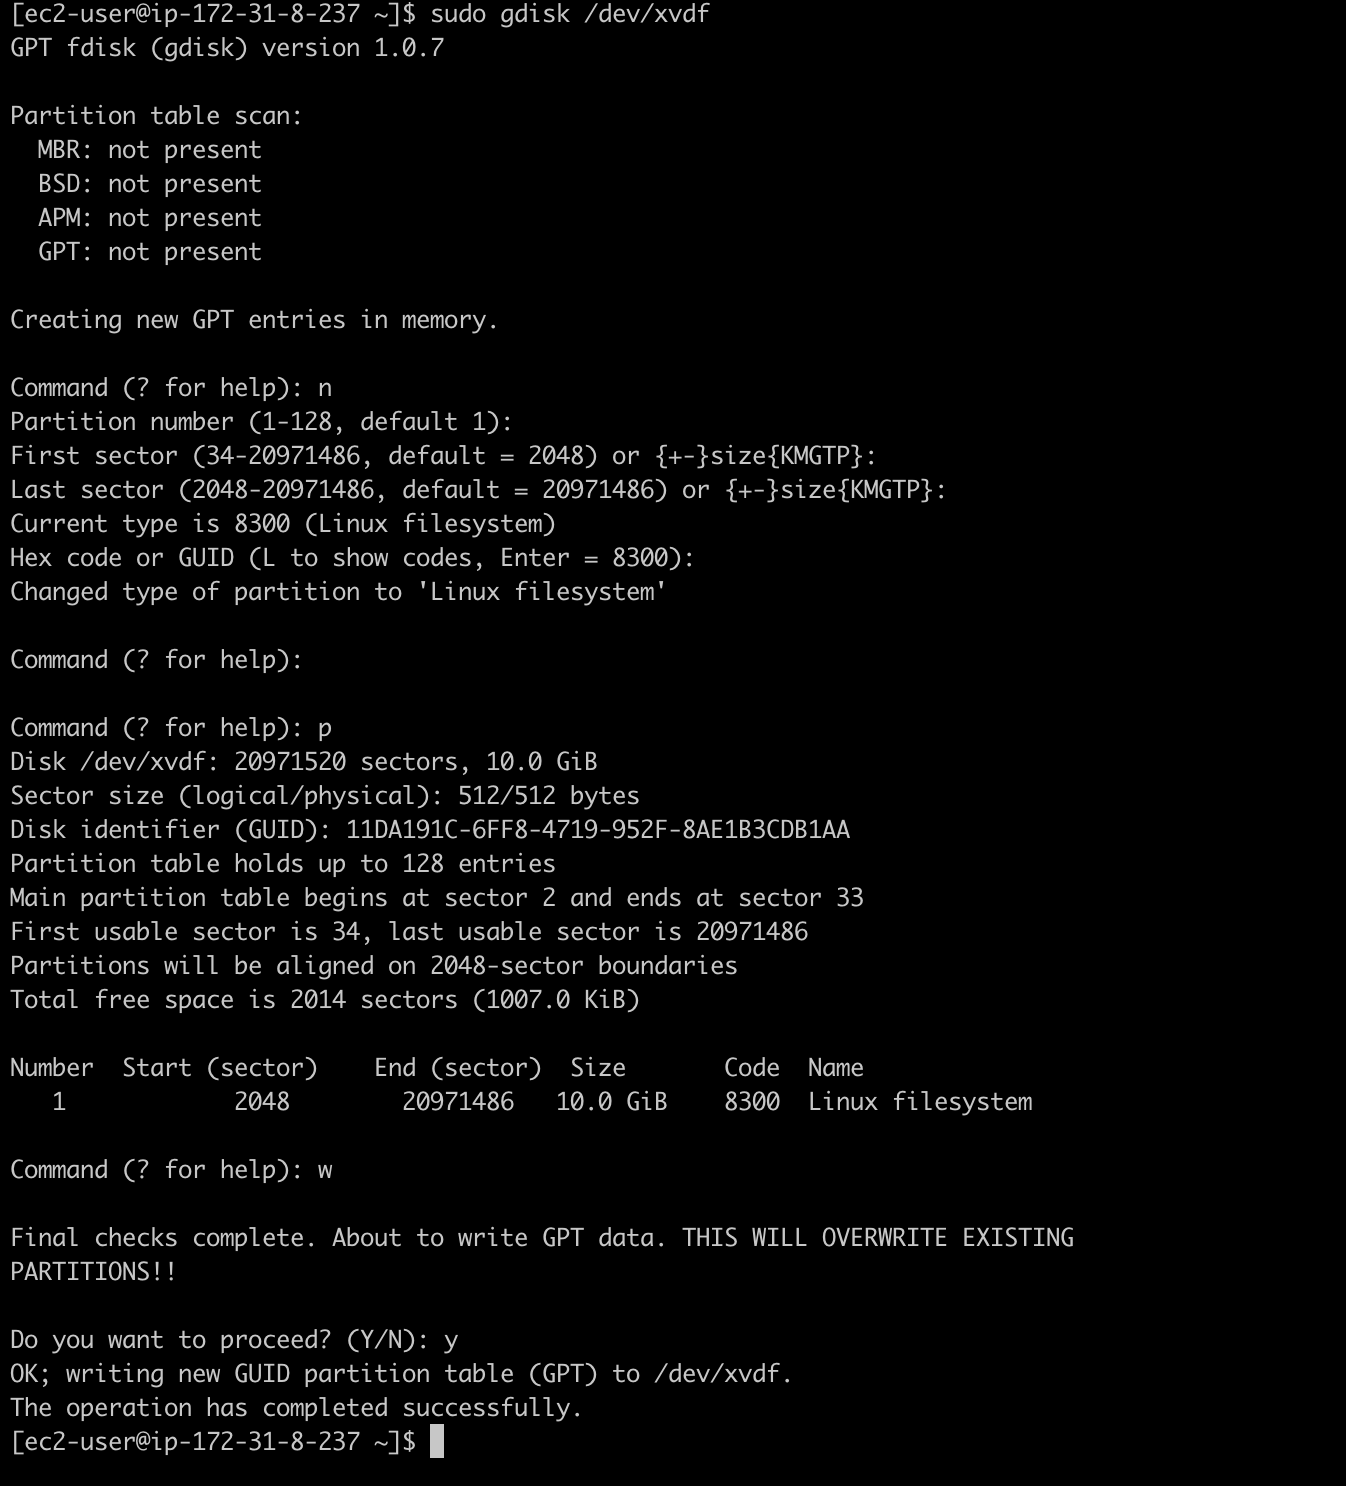 [ec2-user@ip-172-31-8-237 ~]$ sudo gdisk /dev/xvdf
GPT fdisk (gdisk) version 1.0.7
Partition table scan:
  MBR: not present
  BSD: not present
  APM: not present
  GPT: not present
Creating new GPT entries in memory.
Command (? for help): n
Partition number (1-128, default 1):
First sector (34-20971486, default = 2048) or {+-}size{KMGTP}:
Last sector (2048-20971486, default = 20971486) or {+-}size{KMGTP}:
Current type is 8300 (Linux filesystem)
Hex code or GUID (L to show codes, Enter = 8300):
Changed type of partition to 'Linux filesystem'
Command (? for help):
Command (? for help): p
Disk /dev/xvdf: 20971520 sectors, 10.0 GiB
Sector size (logical/physical): 512/512 bytes
Disk identifier (GUID): 11DA191C-6FF8-4719-952F-8AE1B3CDB1AA
Partition table holds up to 128 entries
Main partition table begins at sector 2 and ends at sector 33
First usable sector is 34, last usable sector is 20971486
Partitions will be aligned on 2048-sector boundaries
Total free space is 2014 sectors (1007.0 KiB)
Number  Start (sector)    End (sector)  Size       Code  Name
   1            2048        20971486   10.0 GiB    8300  Linux filesystem
Command (? for help): w
Final checks complete. About to write GPT data. THIS WILL OVERWRITE EXISTING
PARTITIONS!!
Do you want to proceed? (Y/N): y
OK; writing new GUID partition table (GPT) to /dev/xvdf.
The operation has completed successfully.
[ec2-user@ip-172-31-8-237 ~]$